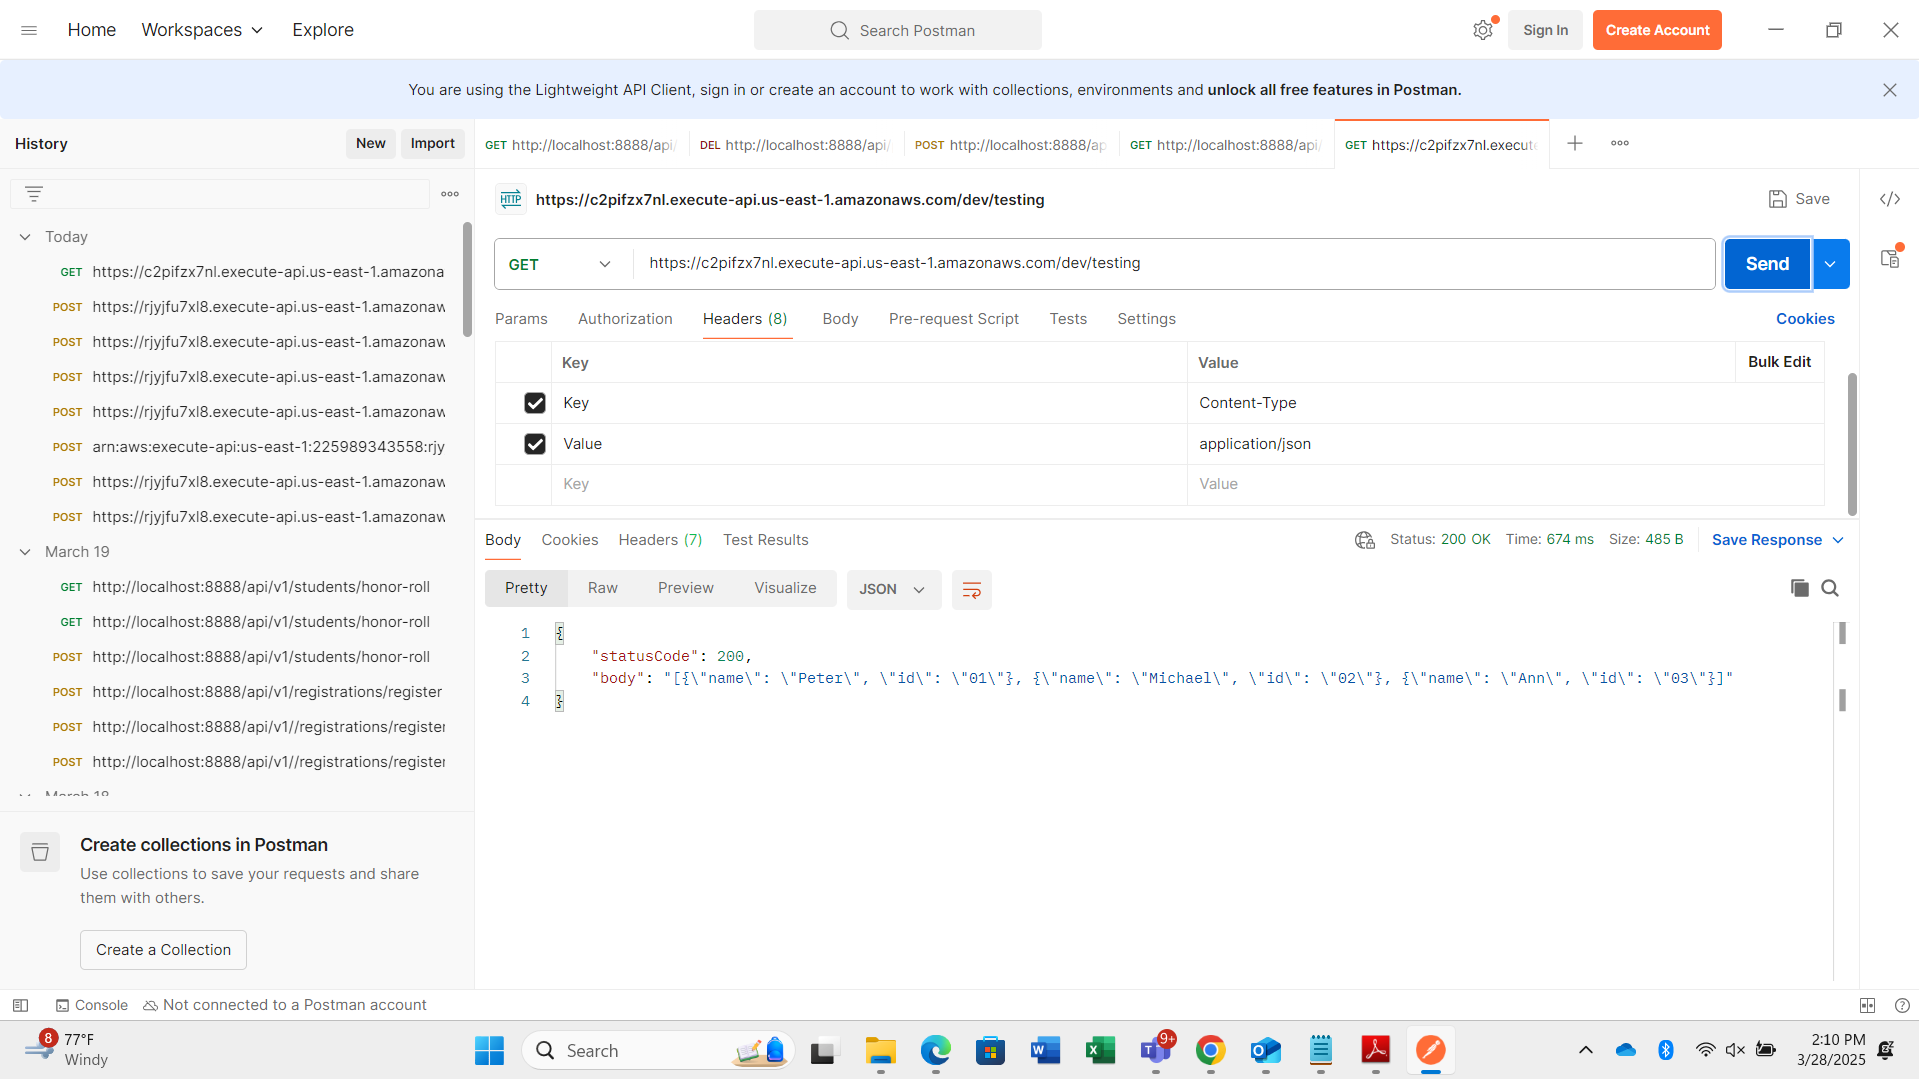 Home
Workspaces
Explore
Search Postman
Sign In
Create Account
You are using the Lightweight API Client, sign in or create an account to work with collections, environments and unlock all free features in Postman.
History
New
Import
GET http://localhost:8888/api/
DEL http://localhost:8888/api/
POST http://localhost:8888/ap
GET http://localhost:8888/api/
GET https://c2pifzx7nl.execute
HTTP https://c2pifzx7nl.execute-api.us-east-1.amazonaws.com/dev/testing
Save
Today
GET https://c2pifzx7nl.execute-api.us-east-1.amazona
POST https://rjyjfu7xl8.execute-api.us-east-1.amazonaw
POST https://rjyjfu7xl8.execute-api.us-east-1.amazonaw
POST https://rjyjfu7xl8.execute-api.us-east-1.amazonaw
POST https://rjyjfu7xl8.execute-api.us-east-1.amazonaw
POST arn:aws:execute-api:us-east-1:225989343558:rjy
POST https://rjyjfu7xl8.execute-api.us-east-1.amazonaw
POST https://rjyjfu7xl8.execute-api.us-east-1.amazonaw
March 19
GET http://localhost:8888/api/v1/students/honor-roll
GET http://localhost:8888/api/v1/students/honor-roll
POST http://localhost:8888/api/v1/students/honor-roll
POST http://localhost:8888/api/v1/registrations/register
POST http://localhost:8888/api/v1//registrations/register
POST http://localhost:8888/api/v1//registrations/register
March 18
Create collections in Postman
Use collections to save your requests and share
them with others.
Create a Collection
GET
https://c2pifzx7nl.execute-api.us-east-1.amazonaws.com/dev/testing
Send
Params
Authorization
Headers (8)
Body
Pre-request Script
Tests
Settings
Cookies
Key
Value
Bulk Edit
Key
Content-Type
Value
application/json
Key
Value
Body
Cookies
Headers (7)
Test Results
Status: 200 OK
Time: 674 ms
Size: 485 B
Save Response
Pretty
Raw
Preview
Visualize
JSON
1 {
2 "statusCode": 200,
3 "body": "[{\"name\": \"Peter\", \"id\": \"01\"}, {\"name\": \"Michael\", \"id\": \"02\"}, {\"name\": \"Ann\", \"id\": \"03\"}]"
4 }
Console
Not connected to a Postman account
8
77°F
Windy
Search
9+
2:10 PM
3/28/2025